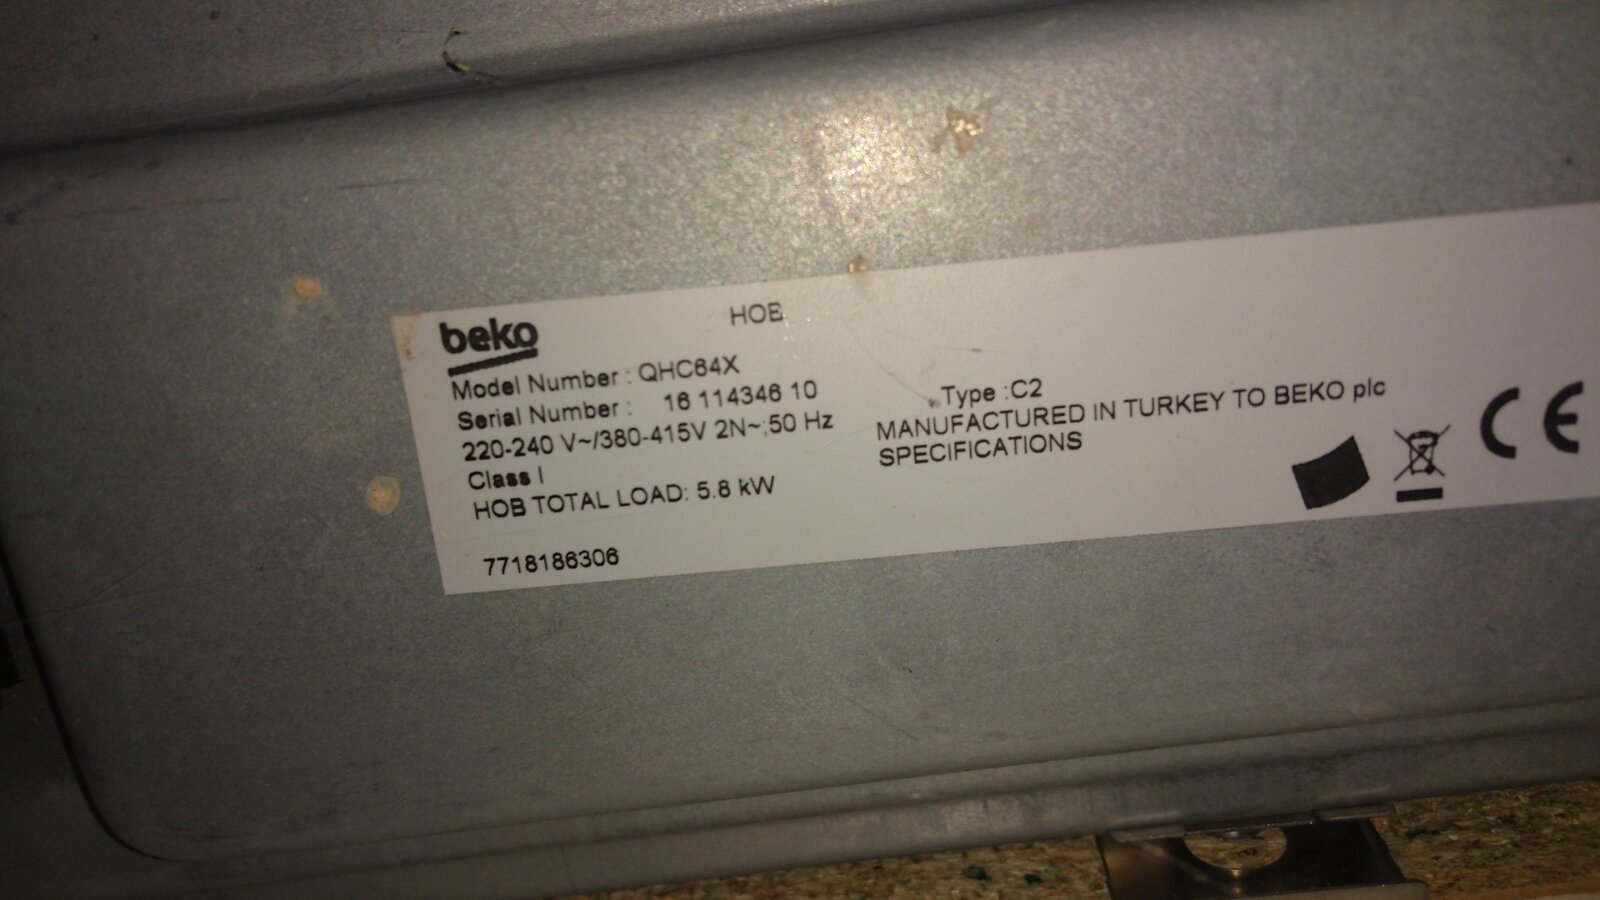 beko
HOB
Model Number : QHC64X
Serial Number : 16 114346 10
220-240 V~/380-415V 2N~;50 Hz
Class I
HOB TOTAL LOAD: 5.8 kW
7718186306
Type :C2
MANUFACTURED IN TURKEY TO BEKO plc
SPECIFICATIONS
CE